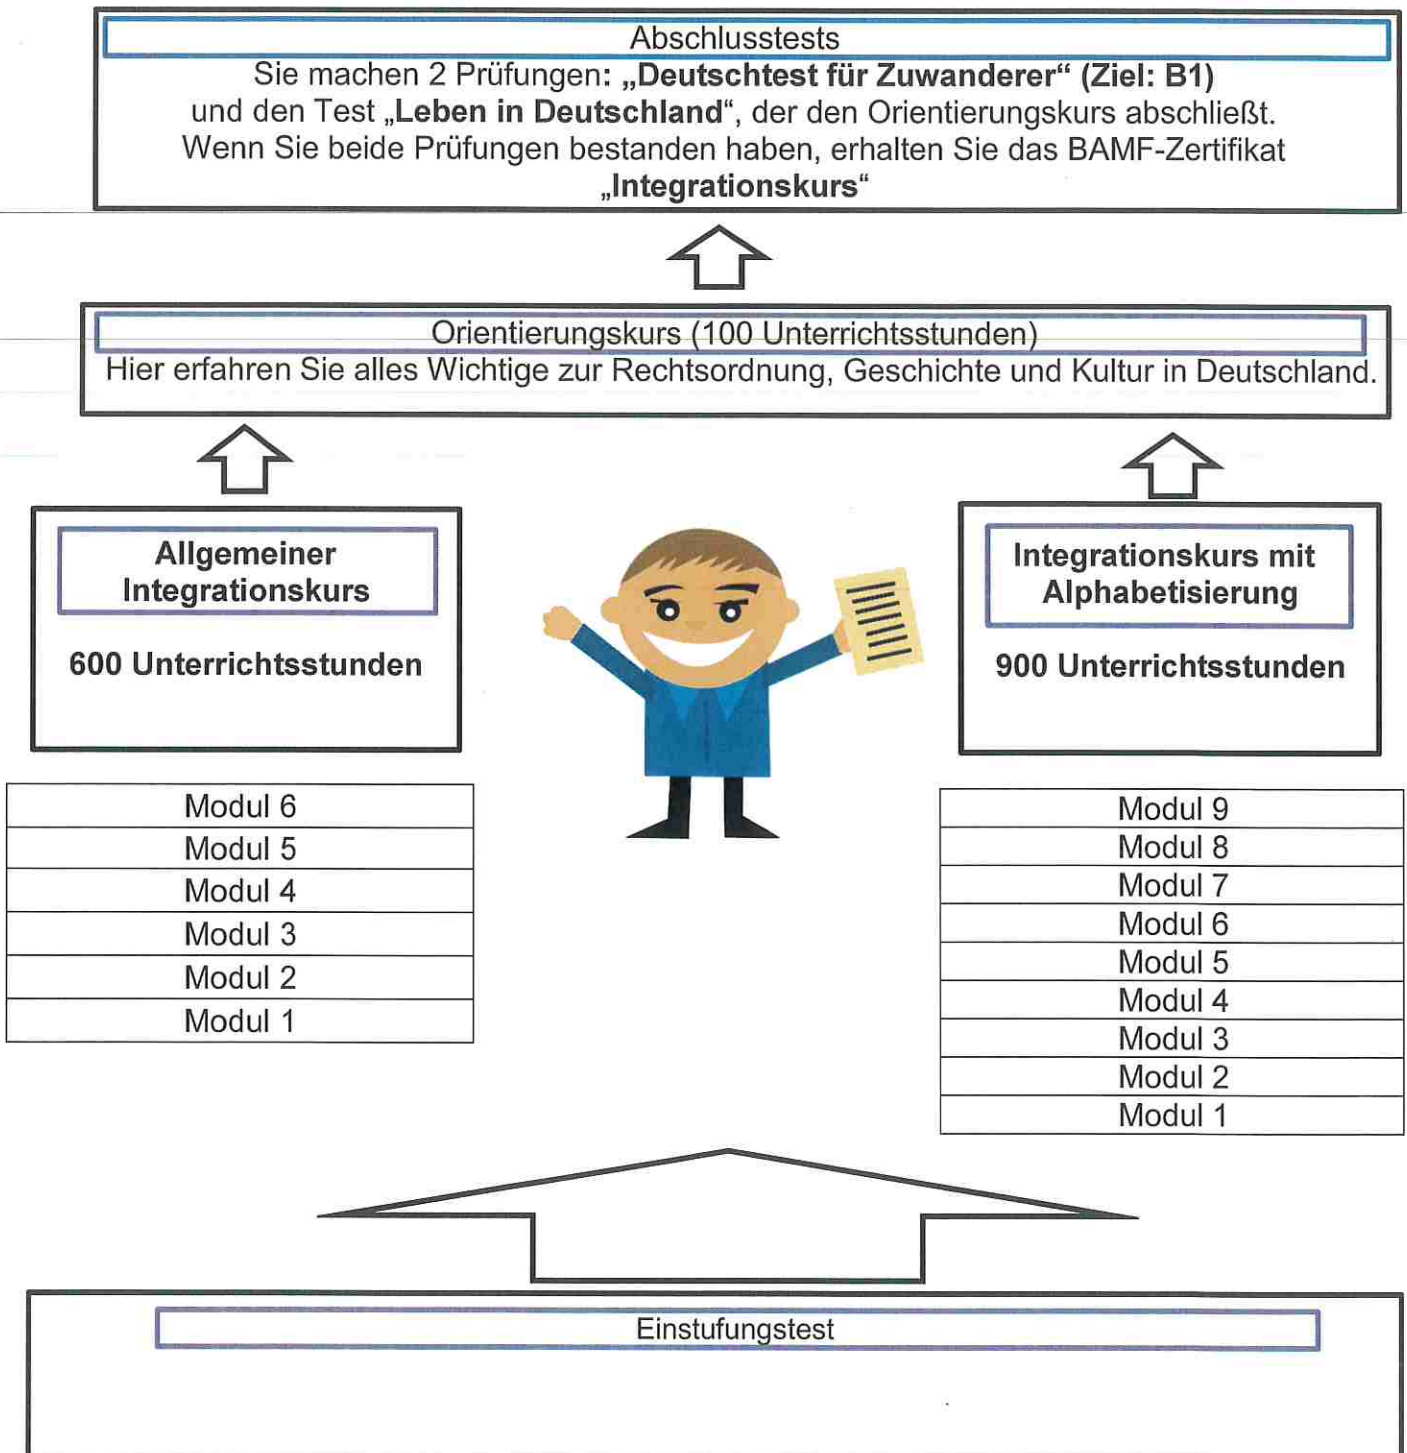 Abschlusstests
Sie machen 2 Prüfungen: „Deutschtest für Zuwanderer“ (Ziel: B1)
und den Test „Leben in Deutschland“, der den Orientierungskurs abschließt.
Wenn Sie beide Prüfungen bestanden haben, erhalten Sie das BAMF-Zertifikat
„Integrationskurs“
Orientierungskurs (100 Unterrichtsstunden)
Hier erfahren Sie alles Wichtige zur Rechtsordnung, Geschichte und Kultur in Deutschland.
Allgemeiner
Integrationskurs
600 Unterrichtsstunden
Modul 6
Modul 5
Modul 4
Modul 3
Modul 2
Modul 1
Integrationskurs mit
Alphabetisierung
900 Unterrichtsstunden
Modul 9
Modul 8
Modul 7
Modul 6
Modul 5
Modul 4
Modul 3
Modul 2
Modul 1
Einstufungstest